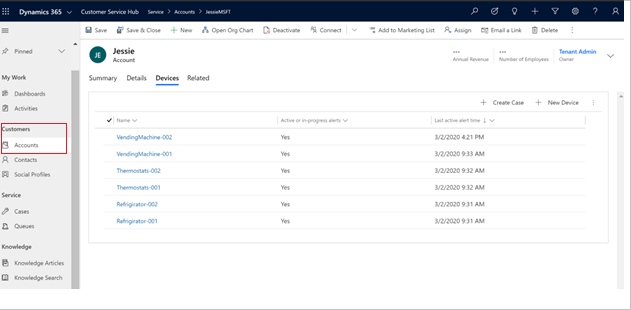 Dynamics 365 Customer Service Hub Service > Accounts > JessieMSFT
Save Save & Close New Open Org Chart Deactivate Connect Add to Marketing List Assign Email a Link Delete
Pinned
My Work
Dashboards
Activities
Customers
Accounts
Contacts
Social Profiles
Service
Cases
Queues
Knowledge
Knowledge Articles
Knowledge Search
JE
Jessie
Account
---
Annual Revenue
---
Number of Employees
Tenant Admin
Owner
Summary Details Devices Related
Create Case New Device
Name Active or in-progress alerts Last active alert time
VendingMachine-002 Yes 3/2/2020 4:21 PM
VendingMachine-001 Yes 3/2/2020 9:33 AM
Thermostats-002 Yes 3/2/2020 9:32 AM
Thermostats-001 Yes 3/2/2020 9:32 AM
Refrigirator-002 Yes 3/2/2020 9:31 AM
Refrigirator-001 Yes 3/2/2020 9:31 AM